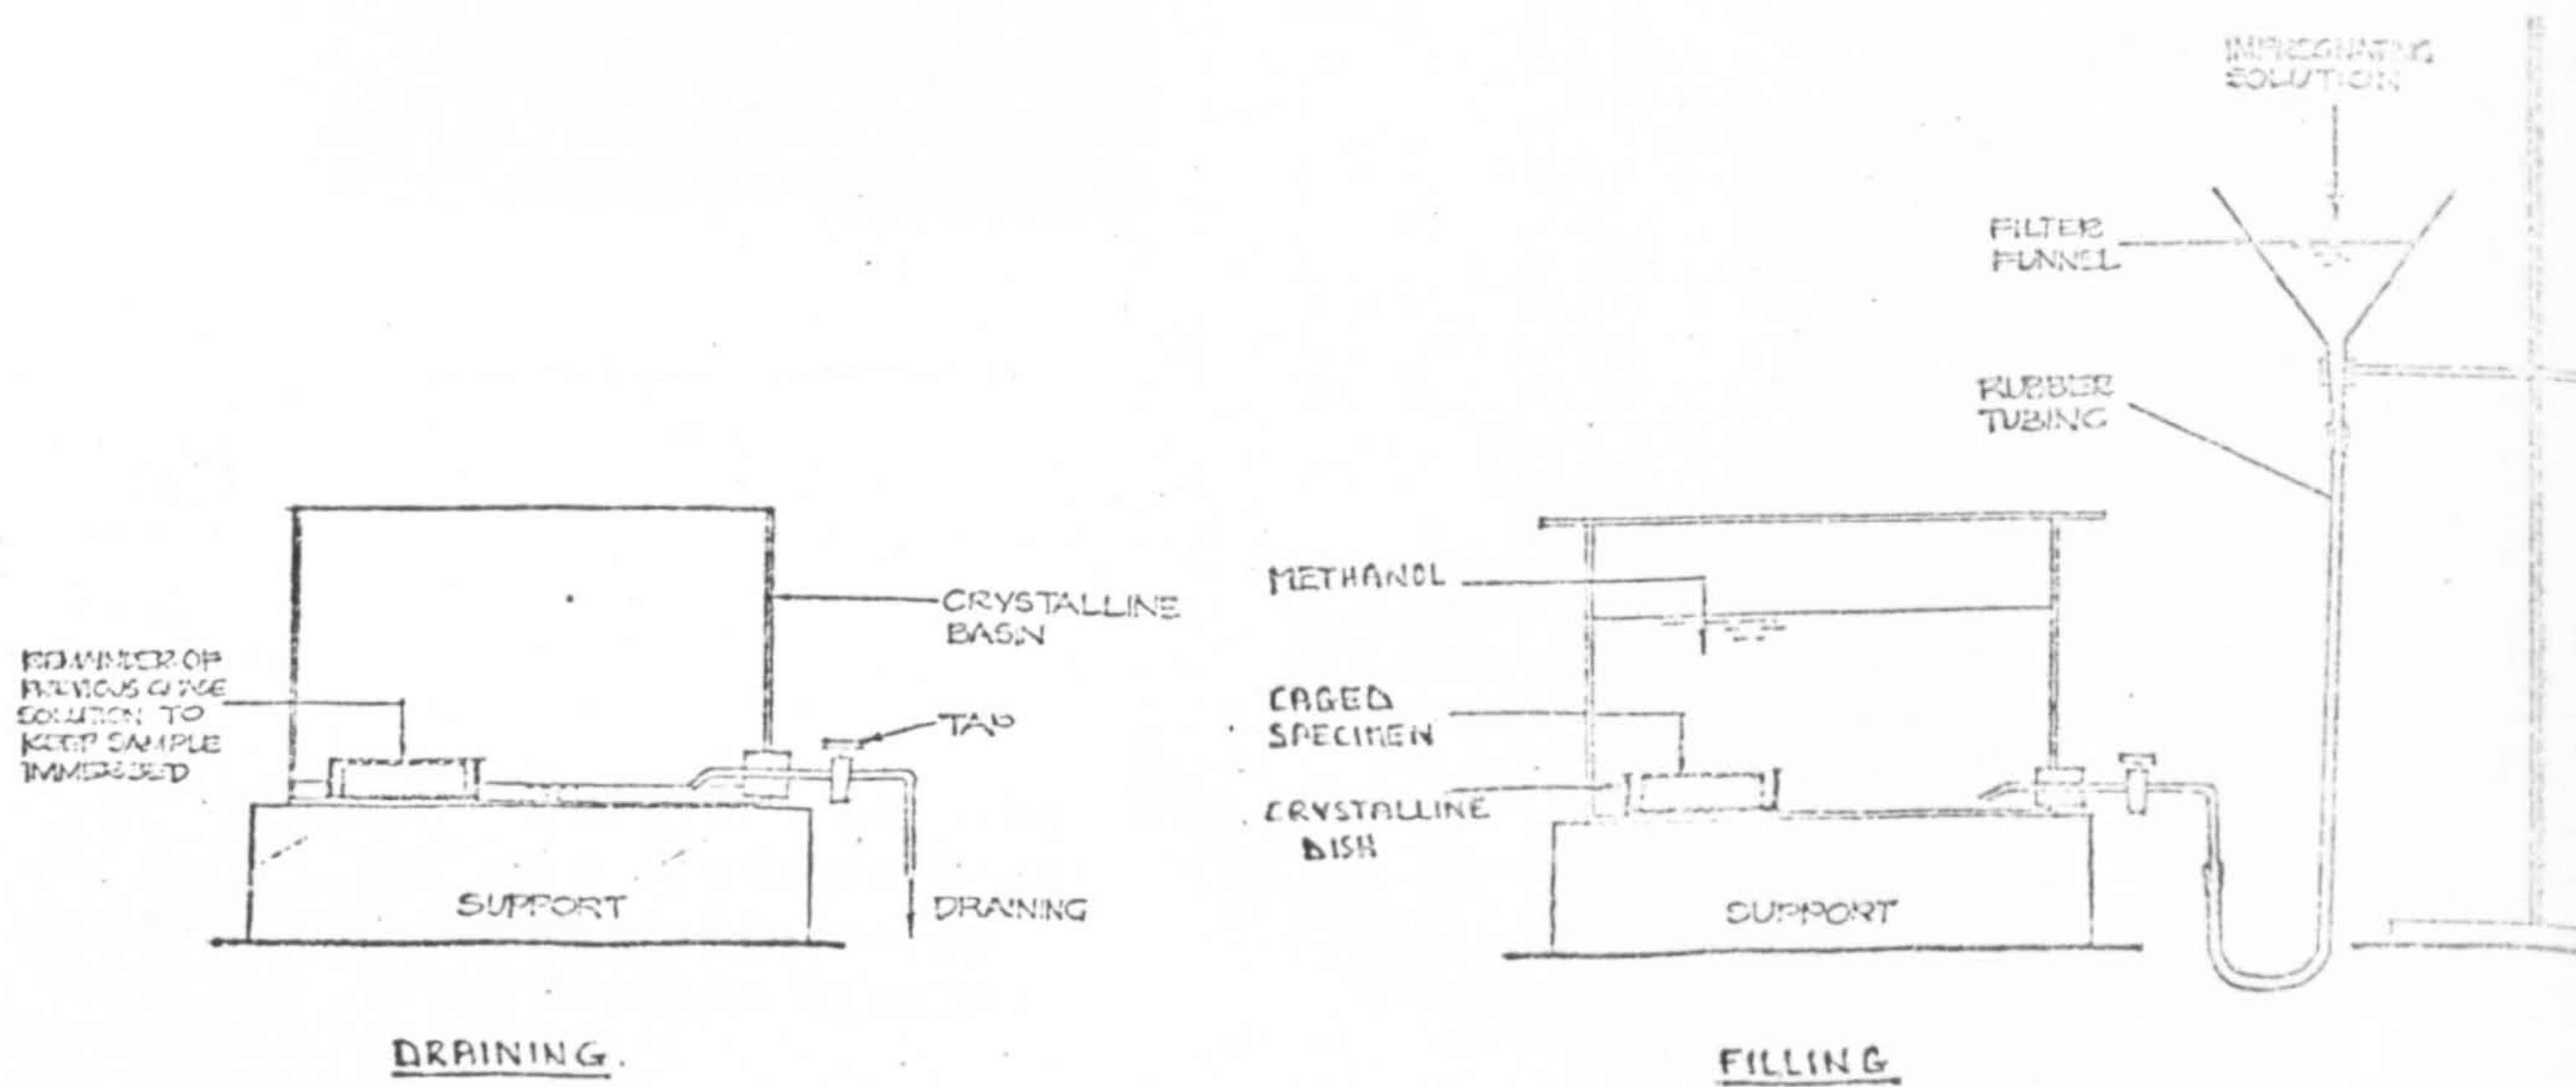 REMAINDER OF
PREVIOUS
SOLUTION TO
KEEP SAMPLE
IMMERSED
CRYSTALLINE
BASIN
TAP
SUPPORT
DRAINING
DRAINING.
IMPREGNATING
SOLUTION
FILTER
FUNNEL
RUBBER
TUBING
METHANOL
CAGED
SPECIMEN
CRYSTALLINE
DISH
SUPPORT
FILLING